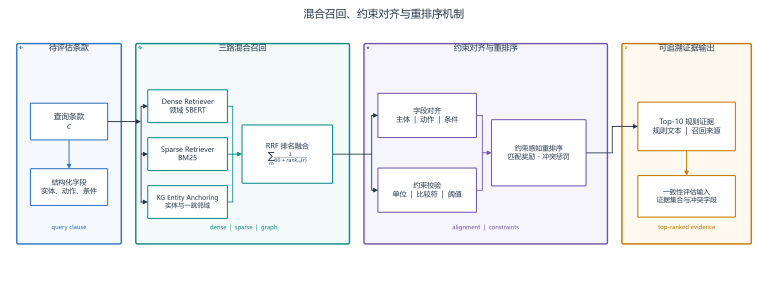 混合召回、约束对齐与重排序机制
待评估条款
查询条款
C
结构化字段
实体、动作、条件
query clause
三路混合召回
Dense Retriever
领域 SBERT
Sparse Retriever
BM25
KG Entity Anchoring
实体与一跳邻域
RRF 排名融合
dense | sparse | graph
约束对齐与重排序
字段对齐
主体 | 动作 | 条件
约束校验
单位 | 比较符 | 阈值
约束感知重排序
匹配奖励 - 冲突惩罚
alignment | constraints
可追溯证据输出
Top-10 规则证据
规则文本 | 召回来源
一致性评估输入
证据集合与冲突字段
top-ranked evidence